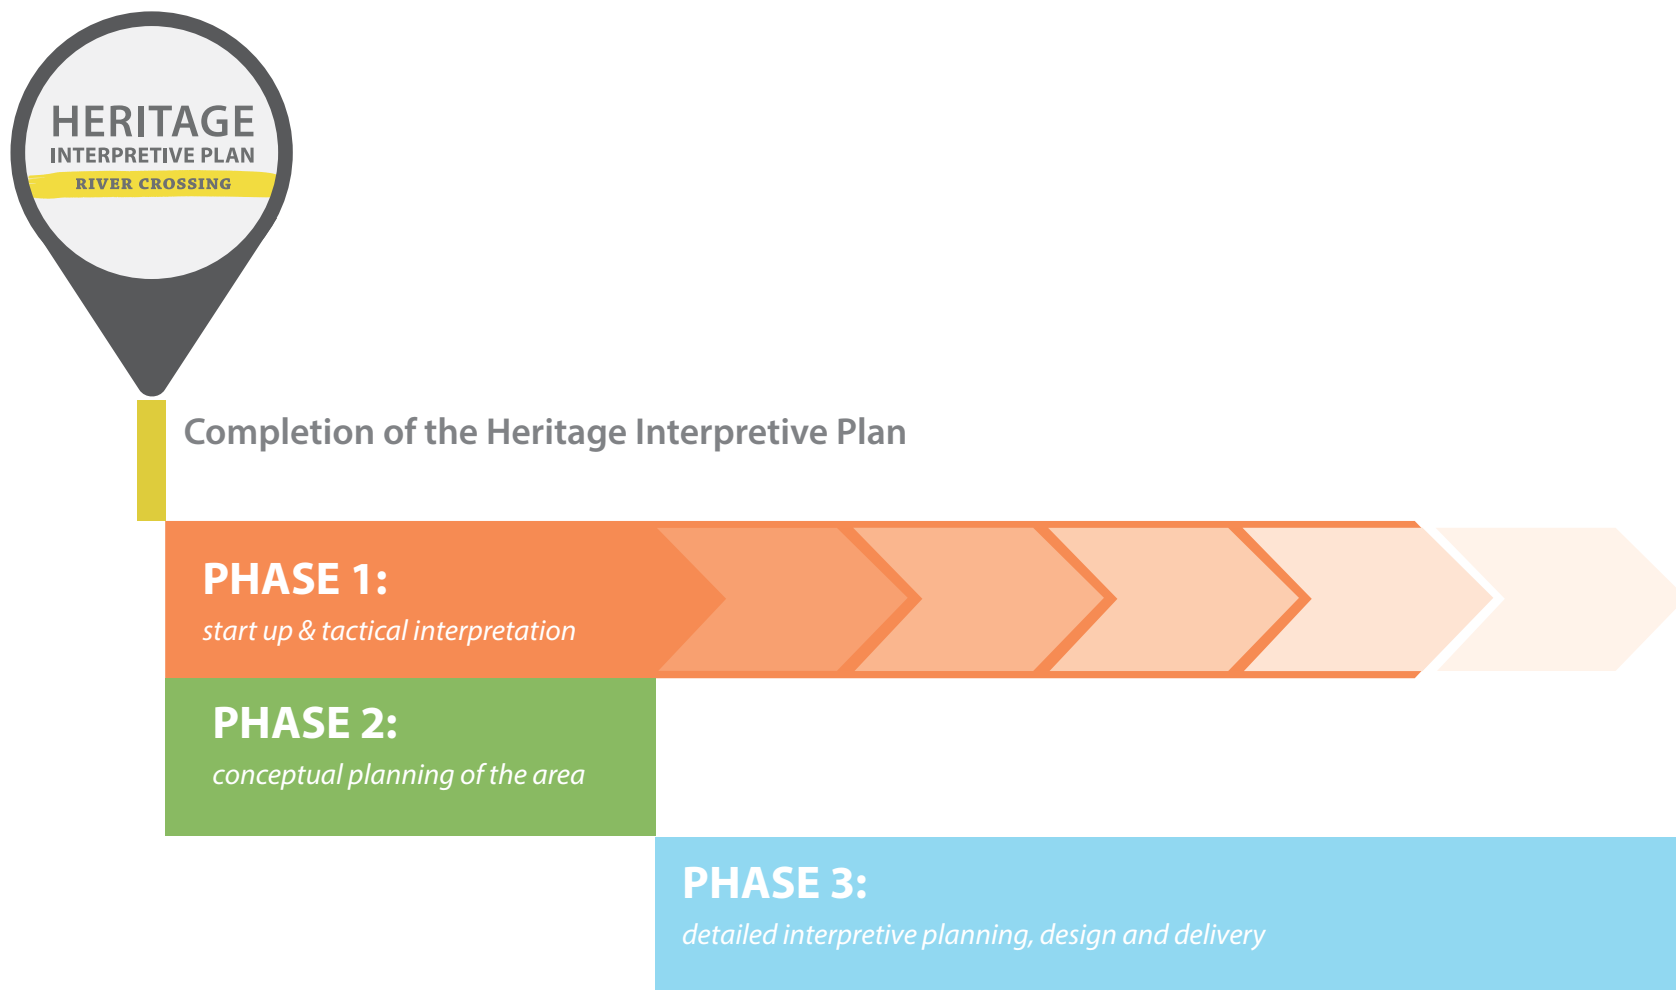 HERITAGE
INTERPRETIVE PLAN
RIVER CROSSING
Completion of the Heritage Interpretive Plan
PHASE 1:
start up & tactical interpretation
PHASE 2:
conceptual planning of the area
PHASE 3:
detailed interpretive planning, design and delivery